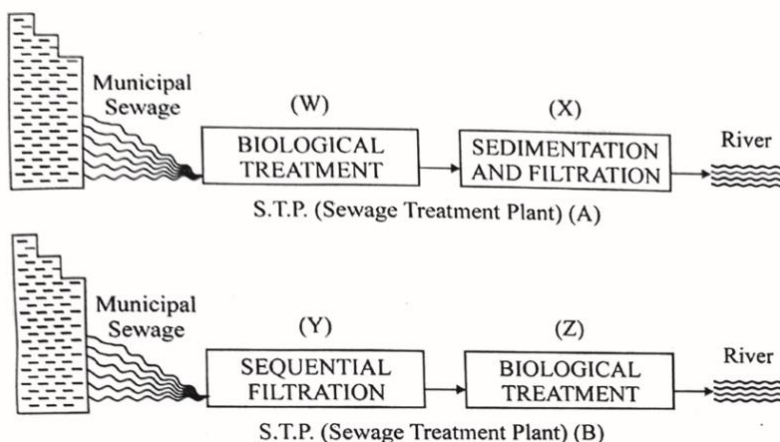 Municipal
Sewage
(W)
BIOLOGICAL
TREATMENT
(X)
SEDIMENTATION
AND FILTRATION
River
S.T.P. (Sewage Treatment Plant) (A)
Municipal
Sewage
(Y)
SEQUENTIAL
FILTRATION
(Z)
BIOLOGICAL
TREATMENT
River
S.T.P. (Sewage Treatment Plant) (B)